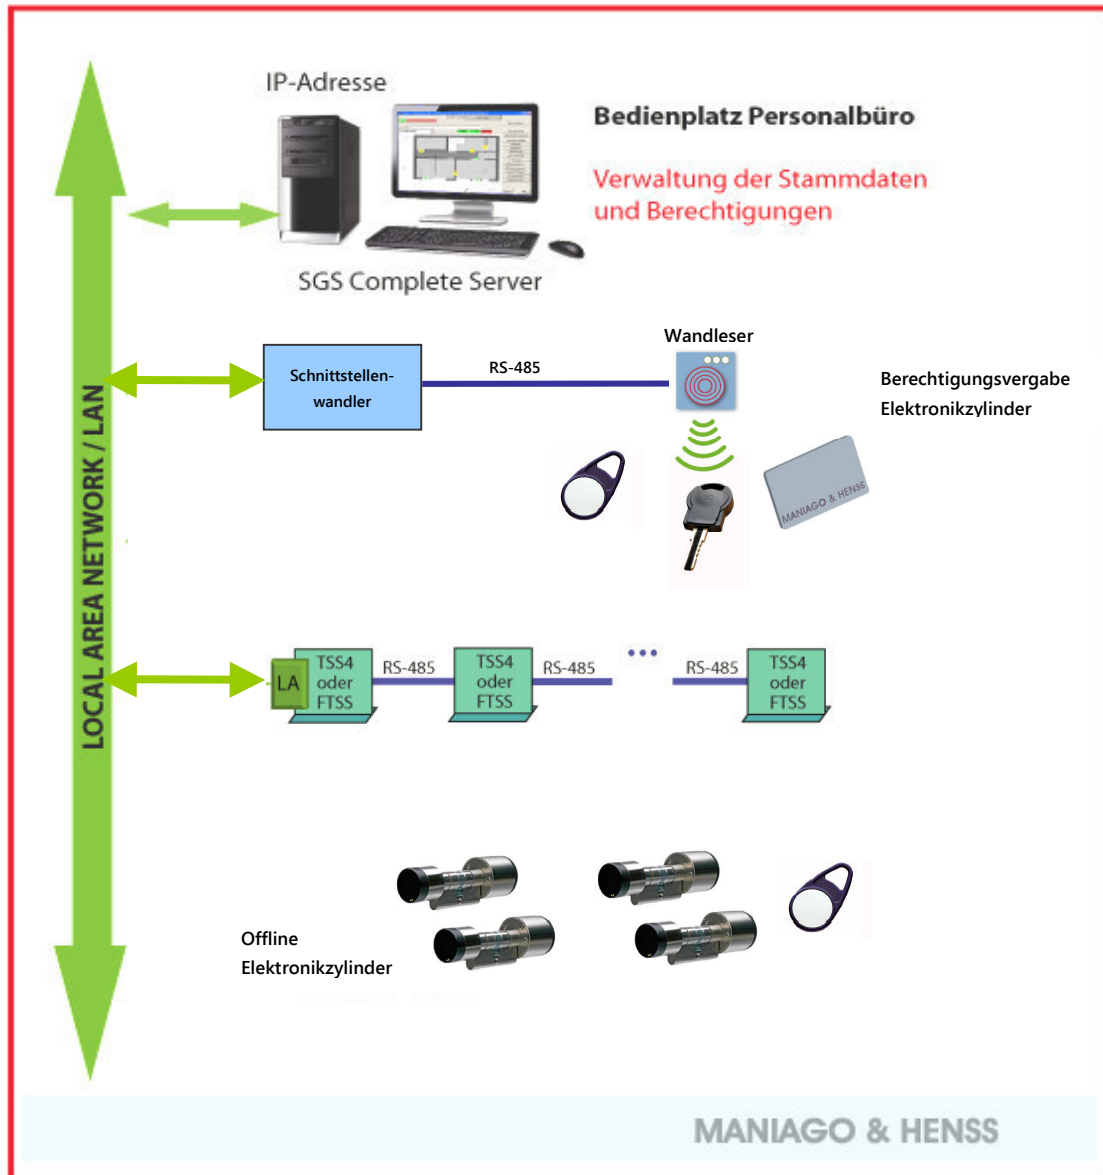 IP-Adresse
Bedienplatz Personalbüro
Verwaltung der Stammdaten
und Berechtigungen
SGS Complete Server
LOCAL AREA NETWORK / LAN
Schnittstellen-
wandler
RS-485
Wandleser
Berechtigungsvergabe
Elektronikzylinder
MANIAGO & HENSS
LA
TSS4
oder
FTSS
RS-485
TSS4
oder
FTSS
RS-485
...
RS-485
TSS4
oder
FTSS
Offline
Elektronikzylinder
MANIAGO & HENSS